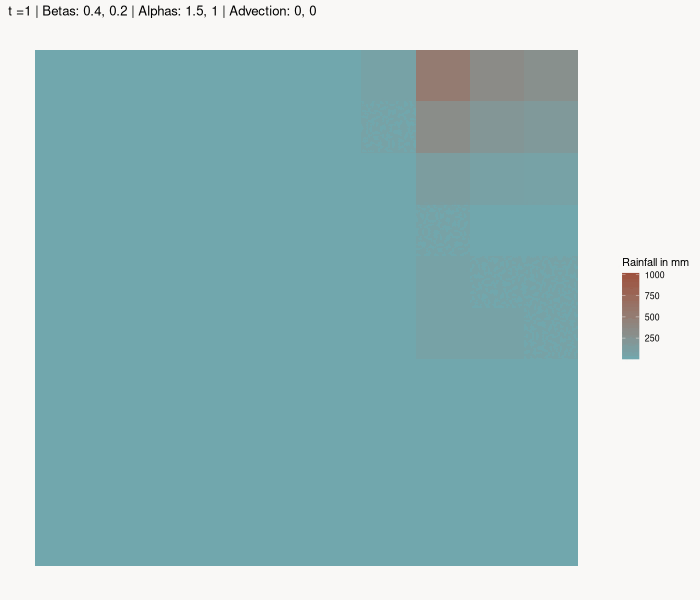 t =1 | Betas: 0.4, 0.2 | Alphas: 1.5, 1 | Advection: 0, 0
Rainfall in mm
1000
750
500
250